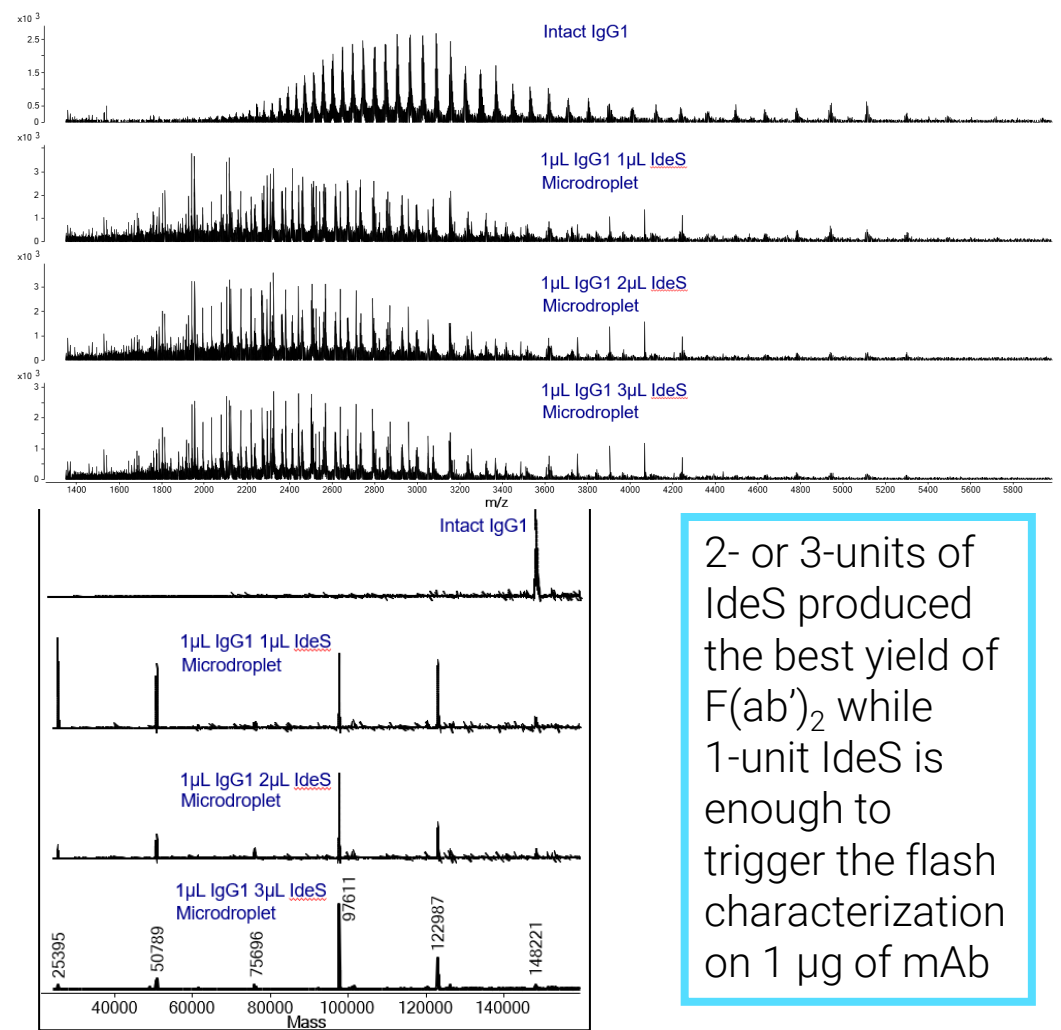 x10 3
Intact IgG1
2.5
1.5
0.5
x10 3
1µL IgG1 1µL IdeS
Microdroplet
3
2
1
0
x10 3
1µL IgG1 2µL IdeS
Microdroplet
3
2
1
0
x10 3
1µL IgG1 3µL IdeS
Microdroplet
3
2
1
0
1400 1600 1800 2000 2200 2400 2600 2800 3000 3200 3400 3600 3800 4000 4200 4400 4600 4800 5000 5200 5400 5600 5800
m/z
Intact IgG1
1µL IgG1 1µL IdeS
Microdroplet
1µL IgG1 2µL IdeS
Microdroplet
1µL IgG1 3µL IdeS
Microdroplet
25395
50789
75696
97611
122987
148221
40000 60000 80000 100000 120000 140000
Mass
2- or 3-units of
IdeS produced
the best yield of
F(ab’)₂ while
1-unit IdeS is
enough to
trigger the flash
characterization
on 1 µg of mAb